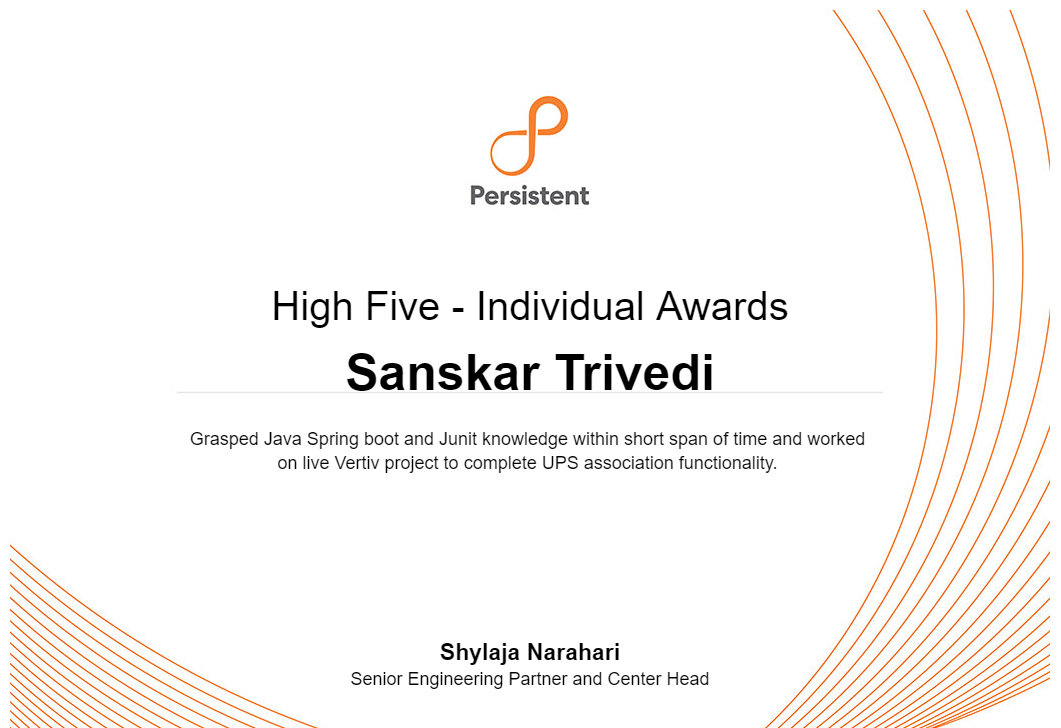 Persistent
High Five - Individual Awards
Sanskar Trivedi
Grasped Java Spring boot and Junit knowledge within short span of time and worked
on live Vertiv project to complete UPS association functionality.
Shylaja Narahari
Senior Engineering Partner and Center Head